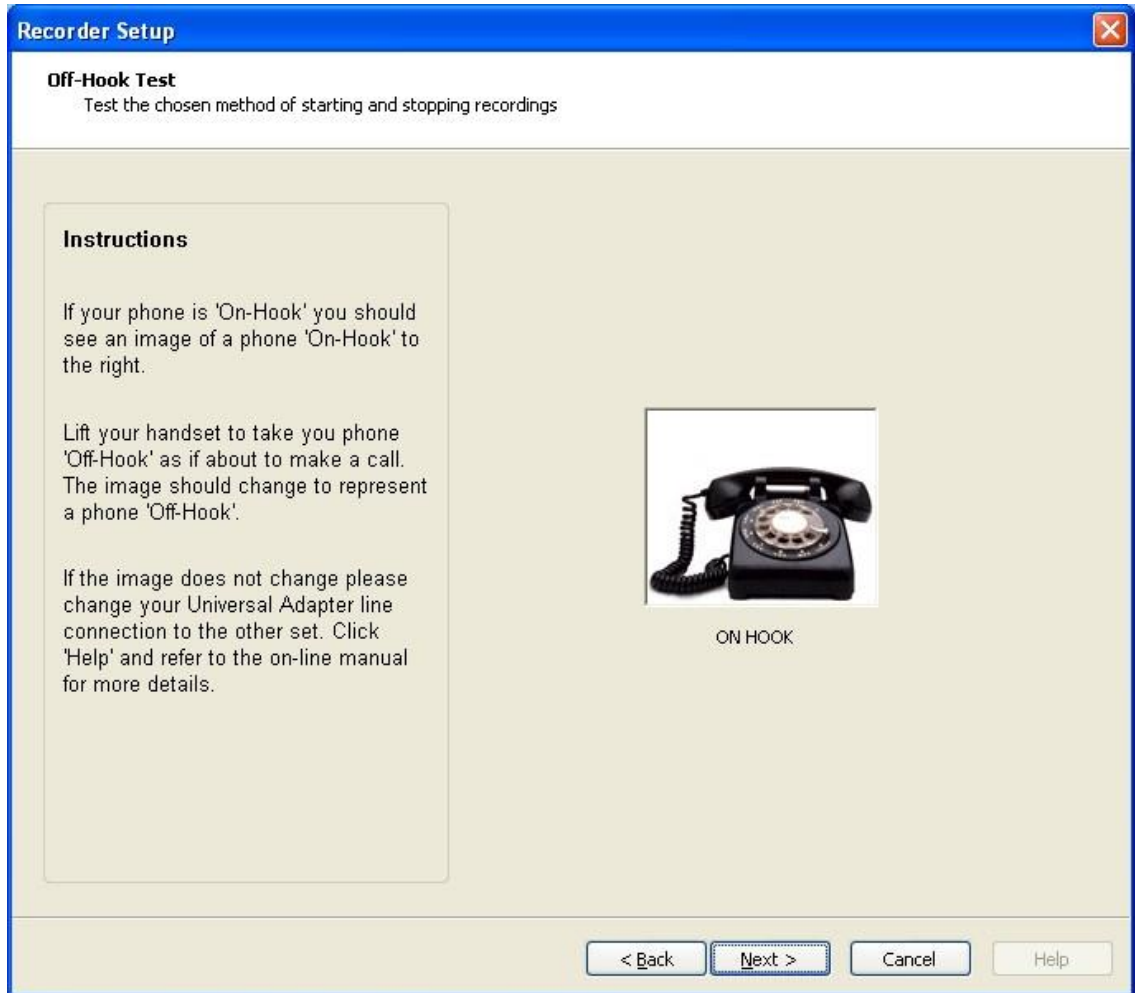 Recorder Setup
Off-Hook Test
Test the chosen method of starting and stopping recordings
Instructions
If your phone is 'On-Hook' you should
see an image of a phone 'On-Hook' to
the right.
Lift your handset to take you phone
'Off-Hook' as if about to make a call.
The image should change to represent
a phone 'Off-Hook'.
If the image does not change please
change your Universal Adapter line
connection to the other set. Click
'Help' and refer to the on-line manual
for more details.
ON HOOK
< Back
Next >
Cancel
Help